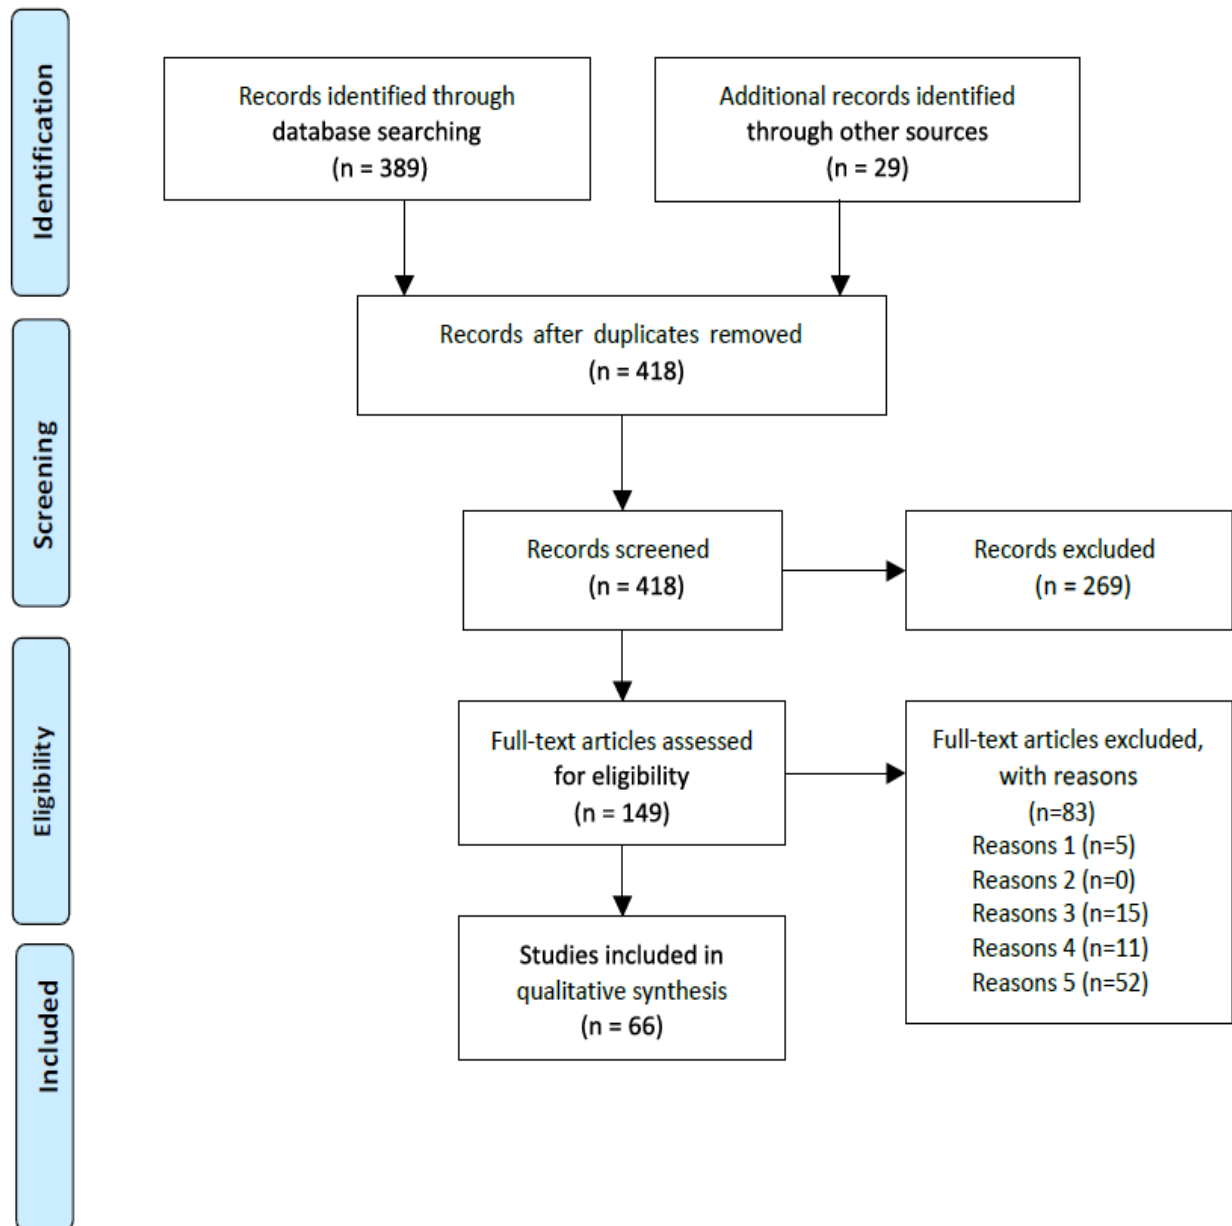 Identification
Records identified through
database searching
(n = 389)
Additional records identified
through other sources
(n = 29)
Records after duplicates removed
(n = 418)
Screening
Records screened
(n = 418)
Records excluded
(n = 269)
Eligibility
Full-text articles assessed
for eligibility
(n = 149)
Full-text articles excluded,
with reasons
(n=83)
Reasons 1 (n=5)
Reasons 2 (n=0)
Reasons 3 (n=15)
Reasons 4 (n=11)
Reasons 5 (n=52)
Included
Studies included in
qualitative synthesis
(n = 66)